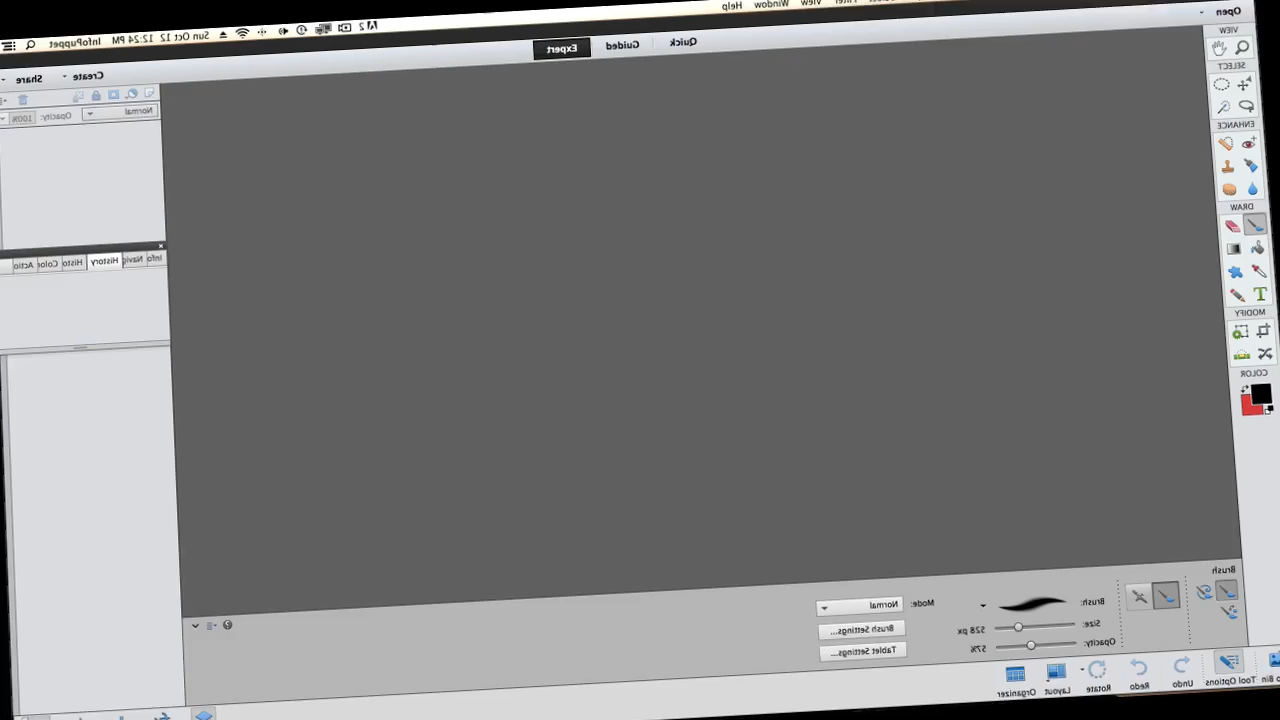 Filter View Window Help
2 Sun Oct 12 12:24 PM InfoPuppet
Open
Quick Guided Expert
Create Share
VIEW
SELECT
ENHANCE
DRAW
MODIFY
COLOR
Normal Opacity: 100%
Info Navig Histo History Color Actio
Brush
Brush:
Size: 528 px
Opacity: 57%
Mode: Normal
Brush Settings...
Tablet Settings...
Bin Tool Options Undo Redo Rotate Layout Organizer